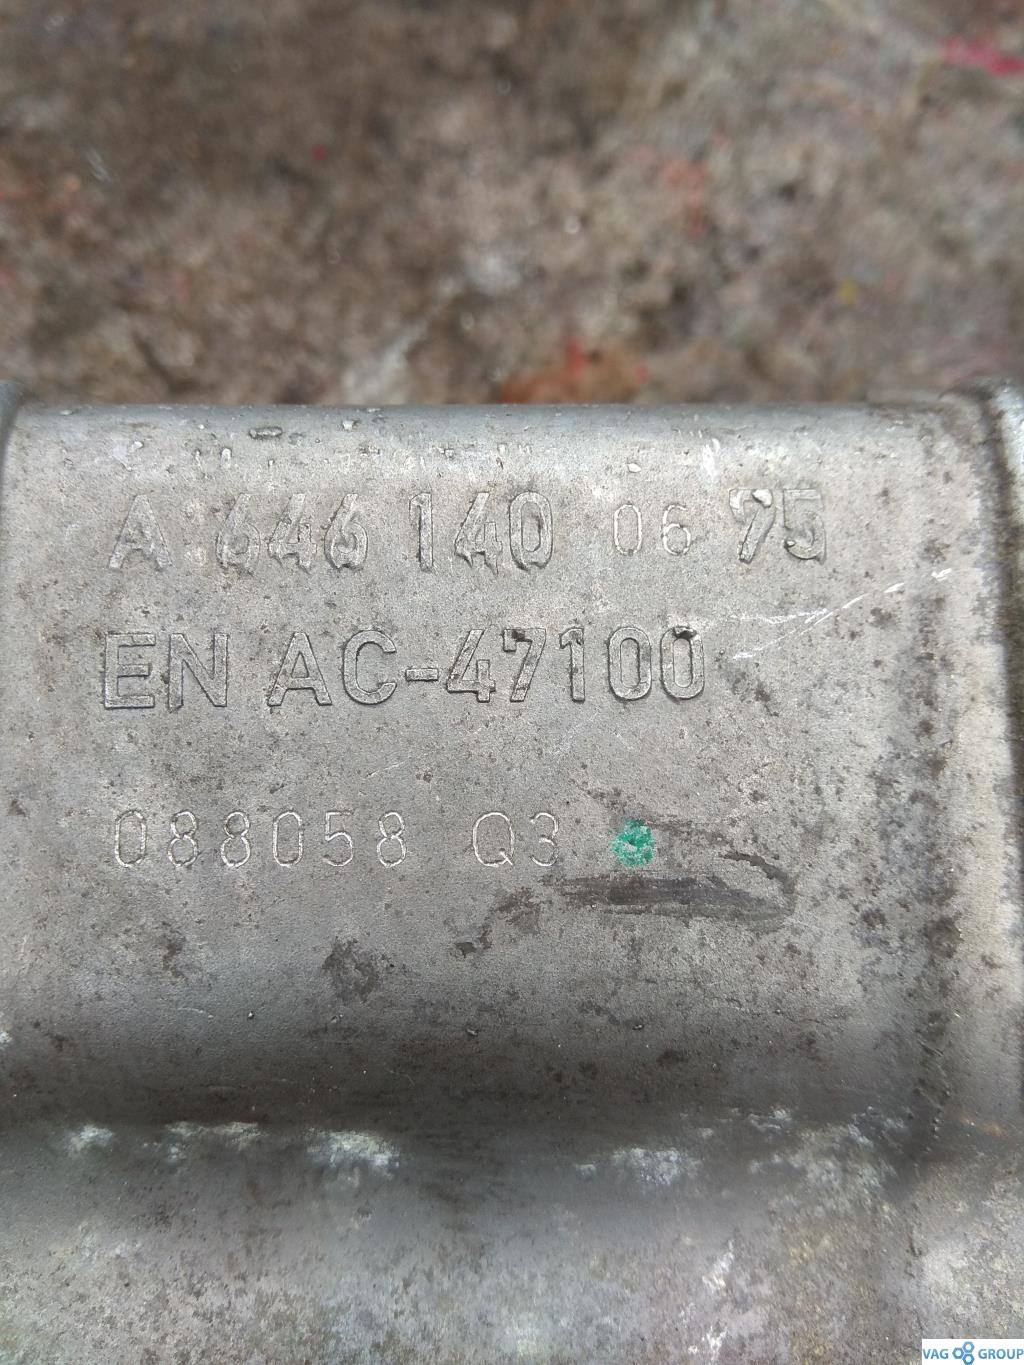 A 646 140 06 75
EN AC-47100
088058 Q3
VAG GROUP